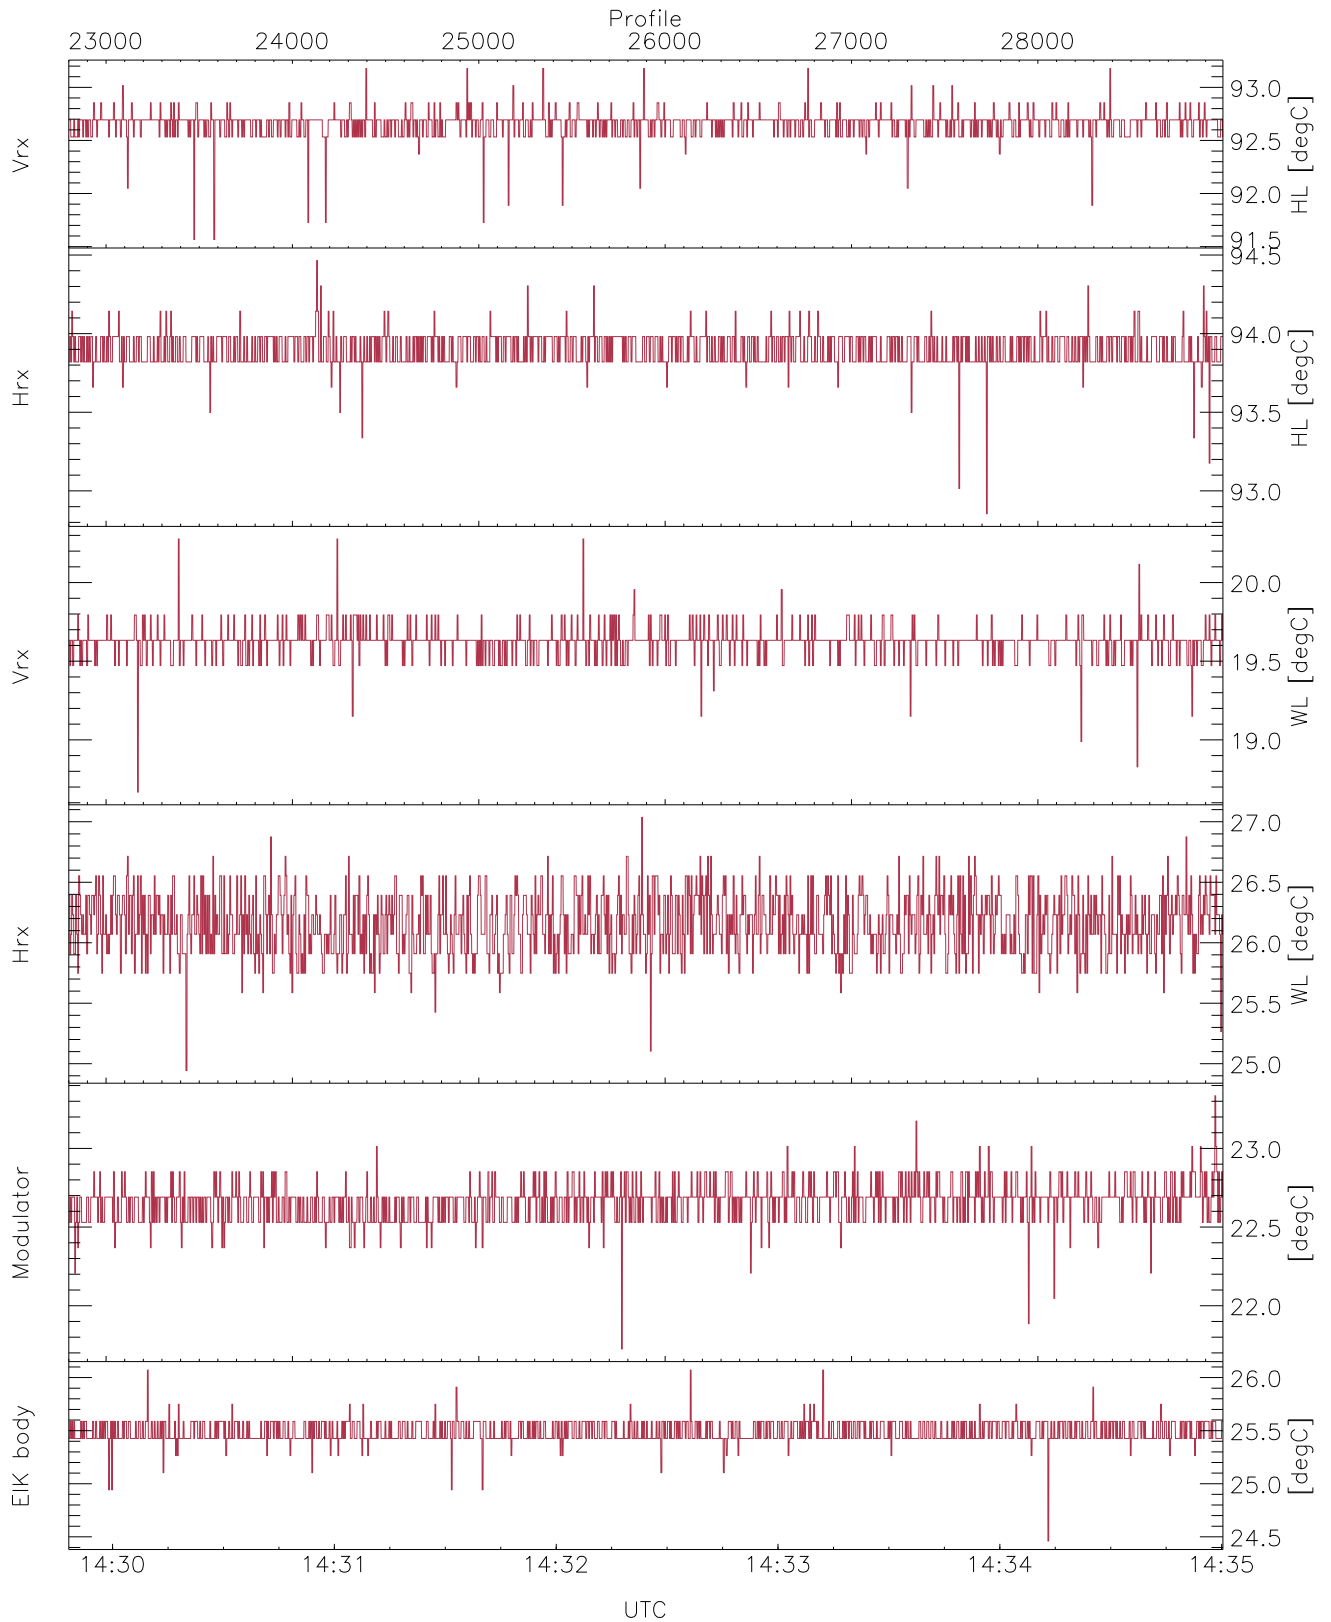 Profile
23000 24000 25000 26000 27000 28000
Vrx
93.0
92.5
92.0
91.5
HL [degC]
Hrx
94.5
94.0
93.5
93.0
HL [degC]
Vrx
20.0
19.5
19.0
WL [degC]
Hrx
27.0
26.5
26.0
25.5
25.0
WL [degC]
Modulator
23.0
22.5
22.0
[degC]
EIK body
26.0
25.5
25.0
24.5
[degC]
14:30 14:31 14:32 14:33 14:34 14:35
UTC